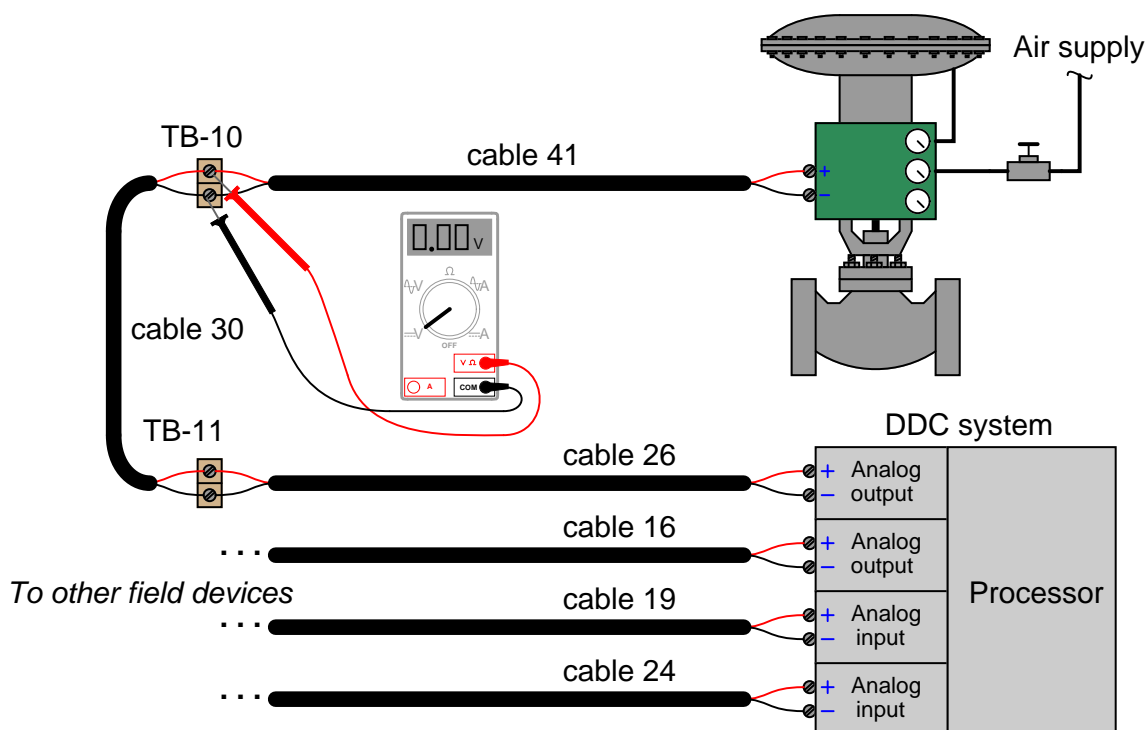 Air supply
TB-10
cable 41
+
−
0.00 V
Ω
V
A
V
A
OFF
V Ω
A
COM
cable 30
TB-11
DDC system
cable 26
+ Analog
− output
cable 16
+ Analog
− output
Processor
To other field devices
cable 19
+ Analog
− input
cable 24
+ Analog
− input